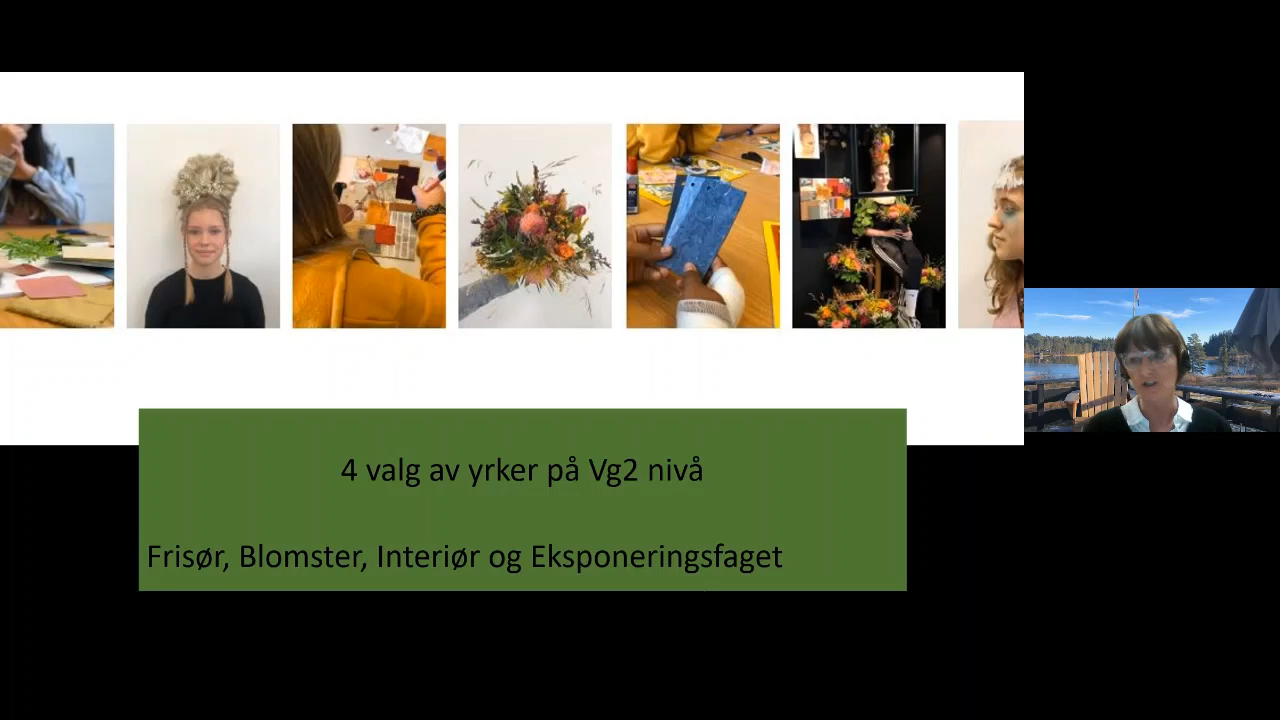 4 valg av yrker på Vg2 nivå
Frisør, Blomster, Interiør og Eksponeringsfaget